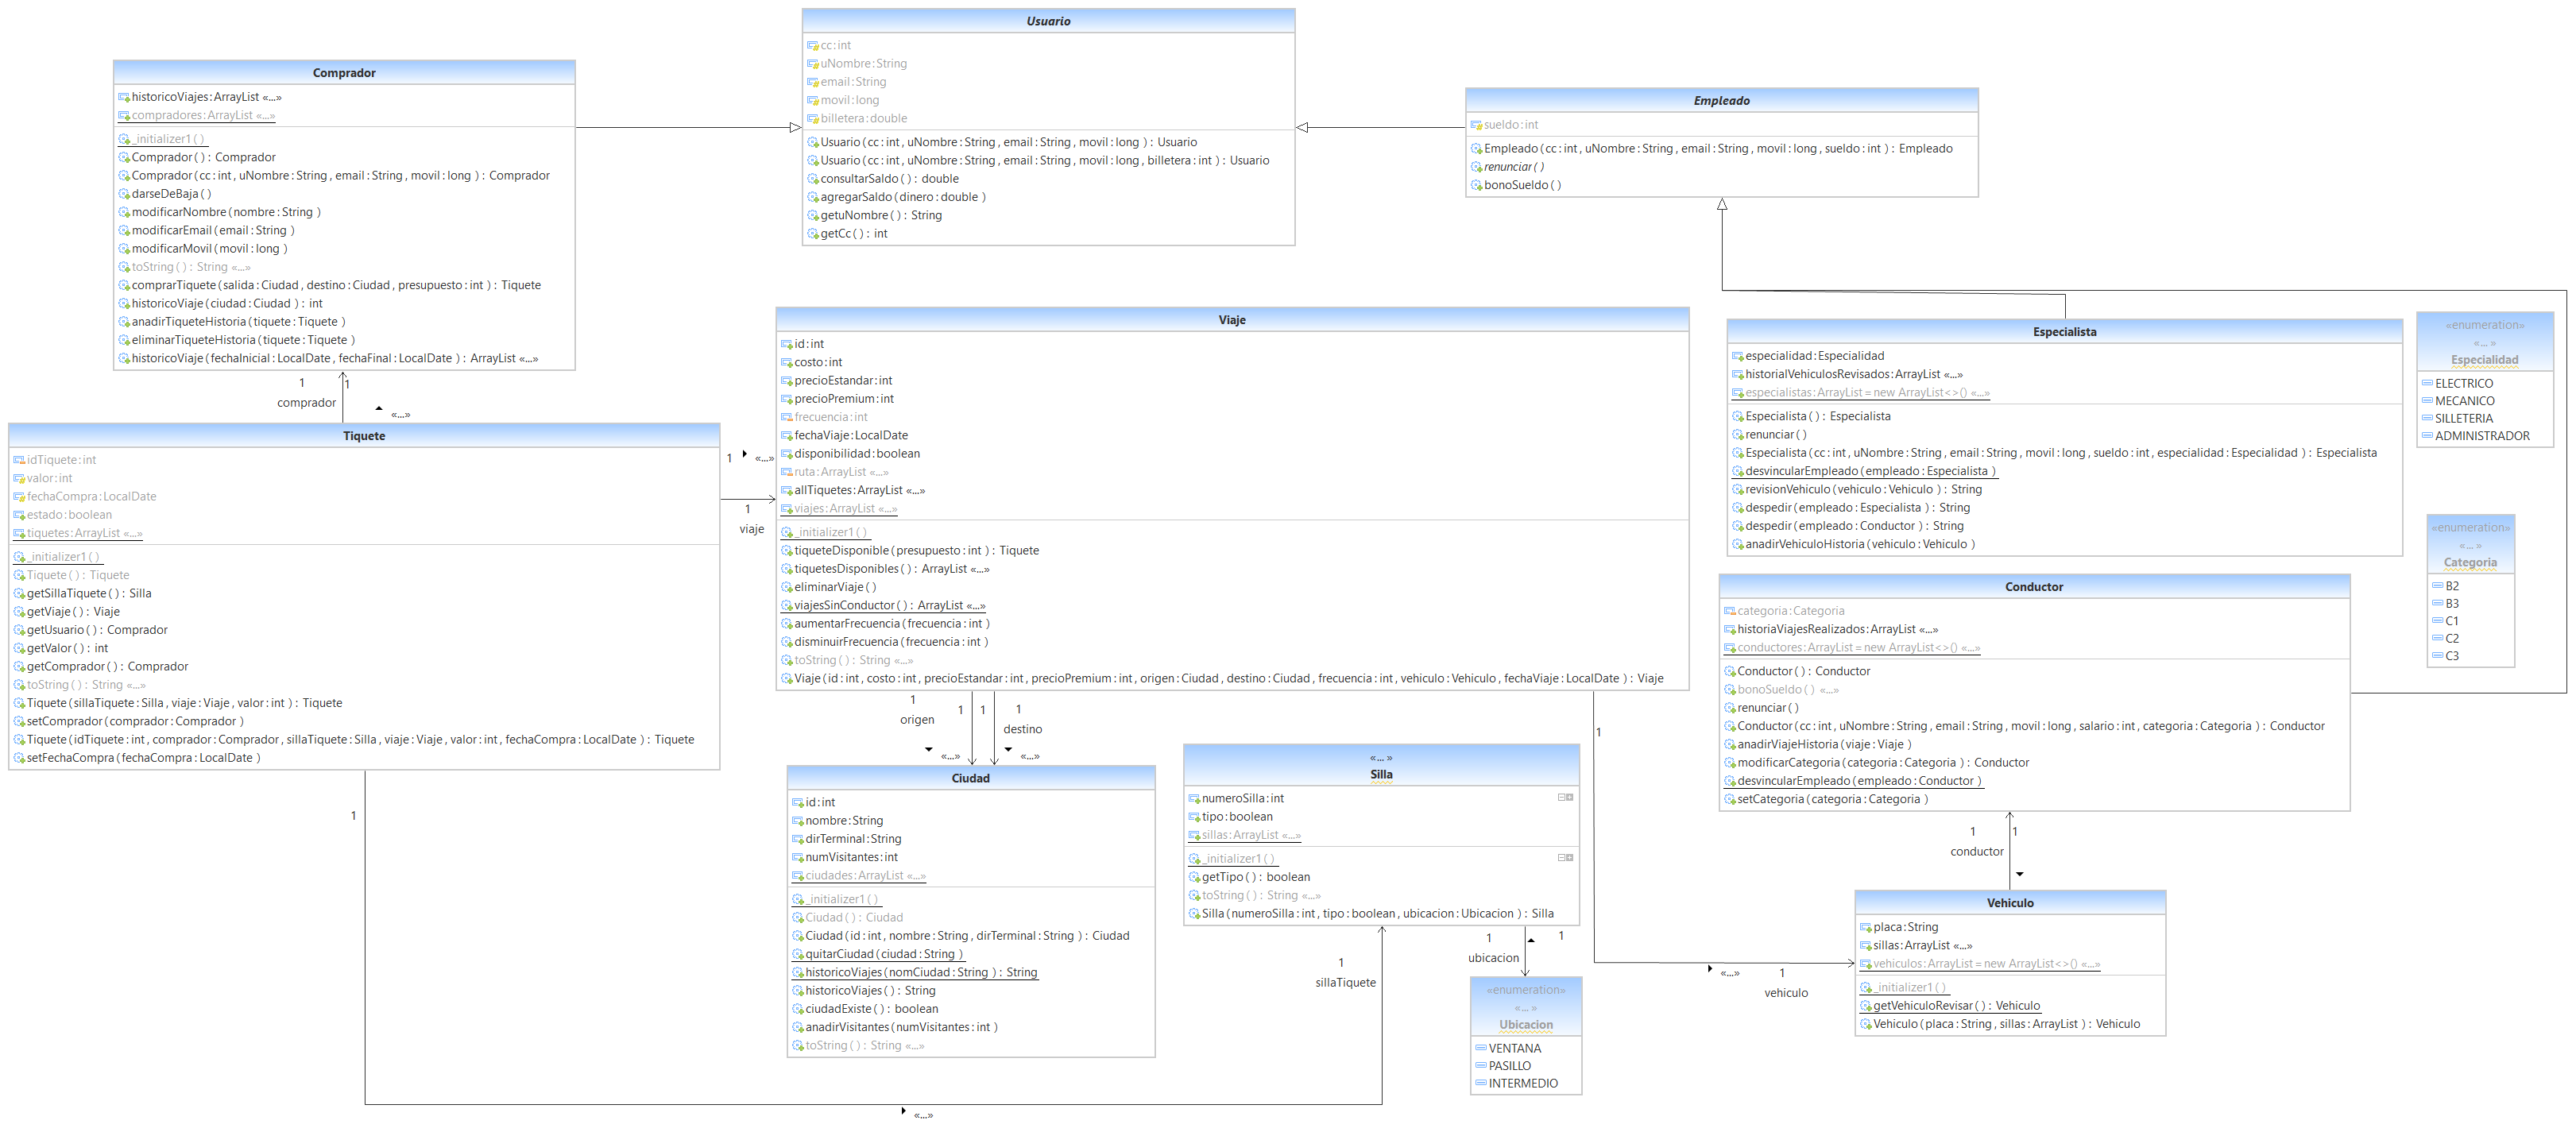 Usuario
cc:int
uNombre:String
email:String
movil:long
billetera:double
Usuario(cc:int, uNombre:String, email:String, movil:long): Usuario
Usuario(cc:int, uNombre:String, email:String, movil:long, billetera:int): Usuario
consultarSaldo(): double
agregarSaldo(dinero:double)
getuNombre(): String
getCc(): int
Comprador
historicoViajes:ArrayList «...»
compradores:ArrayList «...»
_initializer1()
Comprador(): Comprador
Comprador(cc:int, uNombre:String, email:String, movil:long): Comprador
darseDeBaja()
modificarNombre(nombre:String)
modificarEmail(email:String)
modificarMovil(movil:long)
toString(): String «...»
comprarTiquete(salida:Ciudad, destino:Ciudad, presupuesto:int): Tiquete
historicoViaje(ciudad:Ciudad): int
anadirTiqueteHistoria(tiquete:Tiquete)
eliminarTiqueteHistoria(tiquete:Tiquete)
historicoViaje(fechaInicial:LocalDate, fechaFinal:LocalDate): ArrayList «...»
Empleado
sueldo:int
Empleado(cc:int, uNombre:String, email:String, movil:long, sueldo:int): Empleado
renunciar()
bonoSueldo()
1
1
comprador
«...»
Tiquete
idTiquete:int
valor:int
fechaCompra:LocalDate
estado:boolean
tiquetes:ArrayList «...»
_initializer1()
Tiquete(): Tiquete
getSillaTiquete(): Silla
getViaje(): Viaje
getUsuario(): Comprador
getValor(): int
getComprador(): Comprador
toString(): String «...»
Tiquete(sillaTiquete:Silla, viaje:Viaje, valor:int): Tiquete
setComprador(comprador:Comprador)
Tiquete(idTiquete:int, comprador:Comprador, sillaTiquete:Silla, viaje:Viaje, valor:int, fechaCompra:LocalDate): Tiquete
setFechaCompra(fechaCompra:LocalDate)
1
«...»
1
viaje
Viaje
id:int
costo:int
precioEstandar:int
precioPremium:int
frecuencia:int
fechaViaje:LocalDate
disponibilidad:boolean
ruta:ArrayList «...»
allTiquetes:ArrayList «...»
viajes:ArrayList «...»
_initializer1()
tiqueteDisponible(presupuesto:int): Tiquete
tiquetesDisponibles(): ArrayList «...»
eliminarViaje()
viajesSinConductor(): ArrayList «...»
aumentarFrecuencia(frecuencia:int)
disminuirFrecuencia(frecuencia:int)
toString(): String «...»
Viaje(id:int, costo:int, precioEstandar:int, precioPremium:int, origen:Ciudad, destino:Ciudad, frecuencia:int, vehiculo:Vehiculo, fechaViaje:LocalDate): Viaje
Especialista
especialidad:Especialidad
historialVehiculosRevisados:ArrayList «...»
especialistas:ArrayList = new ArrayList<>() «...»
Especialista(): Especialista
renunciar()
Especialista(cc:int, uNombre:String, email:String, movil:long, sueldo:int, especialidad:Especialidad): Especialista
desvincularEmpleado(empleado:Especialista)
revisionVehiculo(vehiculo:Vehiculo): String
despedir(empleado:Especialista): String
despedir(empleado:Conductor): String
anadirVehiculoHistoria(vehiculo:Vehiculo)
«enumeration»
«... »
Especialidad
ELECTRICO
MECANICO
SILLETERIA
ADMINISTRADOR
«enumeration»
«... »
Categoria
B2
B3
C1
C2
C3
Conductor
categoria:Categoria
historiaViajesRealizados:ArrayList «...»
conductores:ArrayList = new ArrayList<>() «...»
Conductor(): Conductor
bonoSueldo() «...»
renunciar()
Conductor(cc:int, uNombre:String, email:String, movil:long, salario:int, categoria:Categoria): Conductor
anadirViajeHistoria(viaje:Viaje)
modificarCategoria(categoria:Categoria): Conductor
desvincularEmpleado(empleado:Conductor)
setCategoria(categoria:Categoria)
1
origen
1
1
1
destino
«...»
«...»
Ciudad
id:int
nombre:String
dirTerminal:String
numVisitantes:int
ciudades:ArrayList «...»
_initializer1()
Ciudad(): Ciudad
Ciudad(id:int, nombre:String, dirTerminal:String): Ciudad
quitarCiudad(ciudad:String)
historicoViajes(nomCiudad:String): String
historicoViajes(): String
ciudadExiste(): boolean
anadirVisitantes(numVisitantes:int)
toString(): String «...»
«... »
Silla
numeroSilla:int
tipo:boolean
sillas:ArrayList «...»
_initializer1()
getTipo(): boolean
toString(): String «...»
Silla(numeroSilla:int, tipo:boolean, ubicacion:Ubicacion): Silla
1
1
1
ubicacion
«enumeration»
«... »
Ubicacion
VENTANA
PASILLO
INTERMEDIO
1
1
sillaTiquete
«...»
«...»
1
vehiculo
1
1
conductor
Vehiculo
placa:String
sillas:ArrayList «...»
vehiculos:ArrayList = new ArrayList<>() «...»
_initializer1()
getVehiculoRevisar(): Vehiculo
Vehiculo(placa:String, sillas:ArrayList): Vehiculo